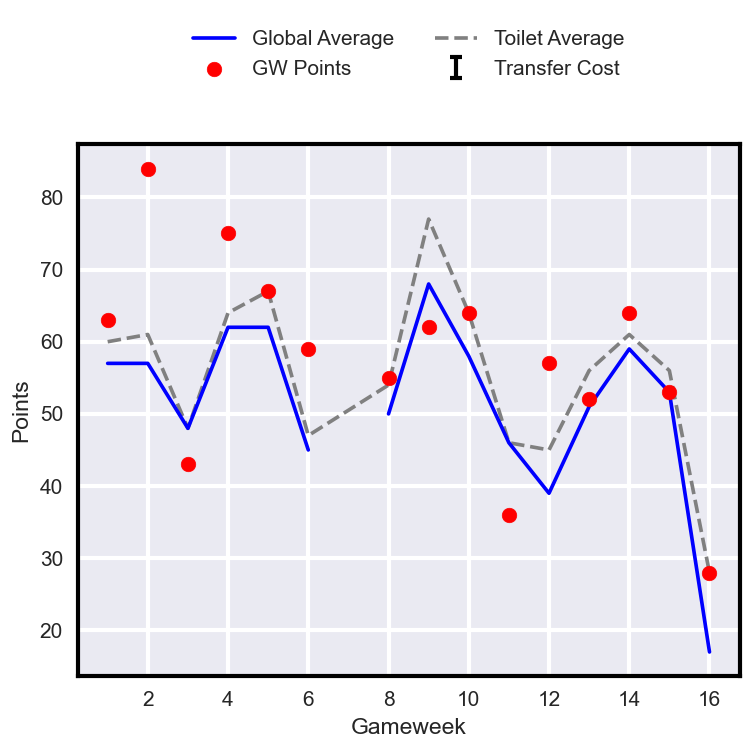 Global Average
Toilet Average
GW Points
Transfer Cost
80
70
60
50
40
30
20
Points
2 4 6 8 10 12 14 16
Gameweek